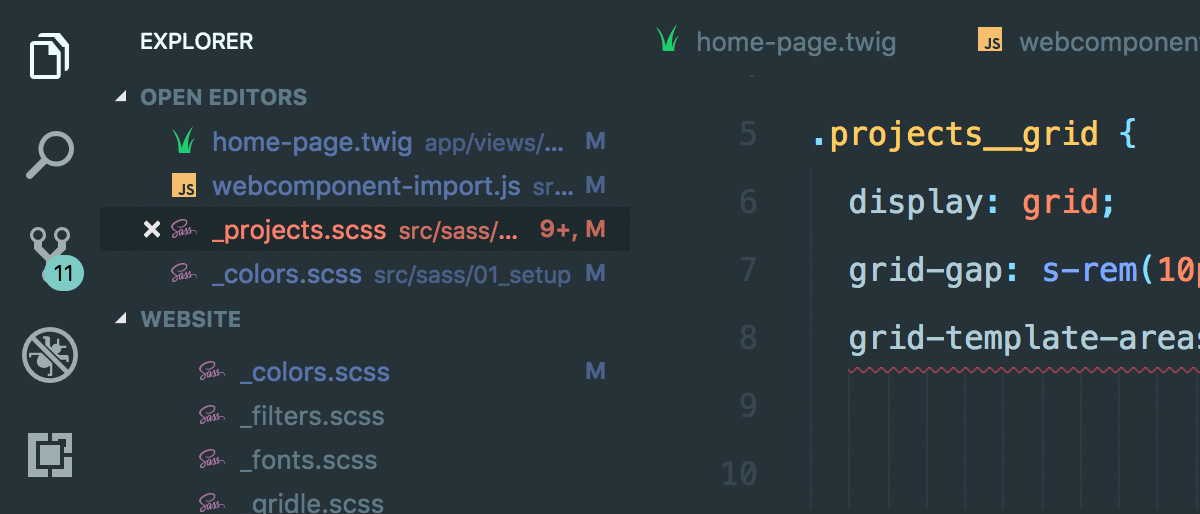 EXPLORER
OPEN EDITORS
home-page.twig app/views/... M
JS webcomponent-import.js sr... M
Sass _projects.scss src/sass/... 9+, M
Sass _colors.scss src/sass/01_setup M
11
WEBSITE
Sass _colors.scss M
Sass _filters.scss
Sass _fonts.scss
Sass _gridle.scss
home-page.twig JS webcomponent
5 .projects__grid {
6 display: grid;
7 grid-gap: s-rem(10p
8 grid-template-areas
9
10